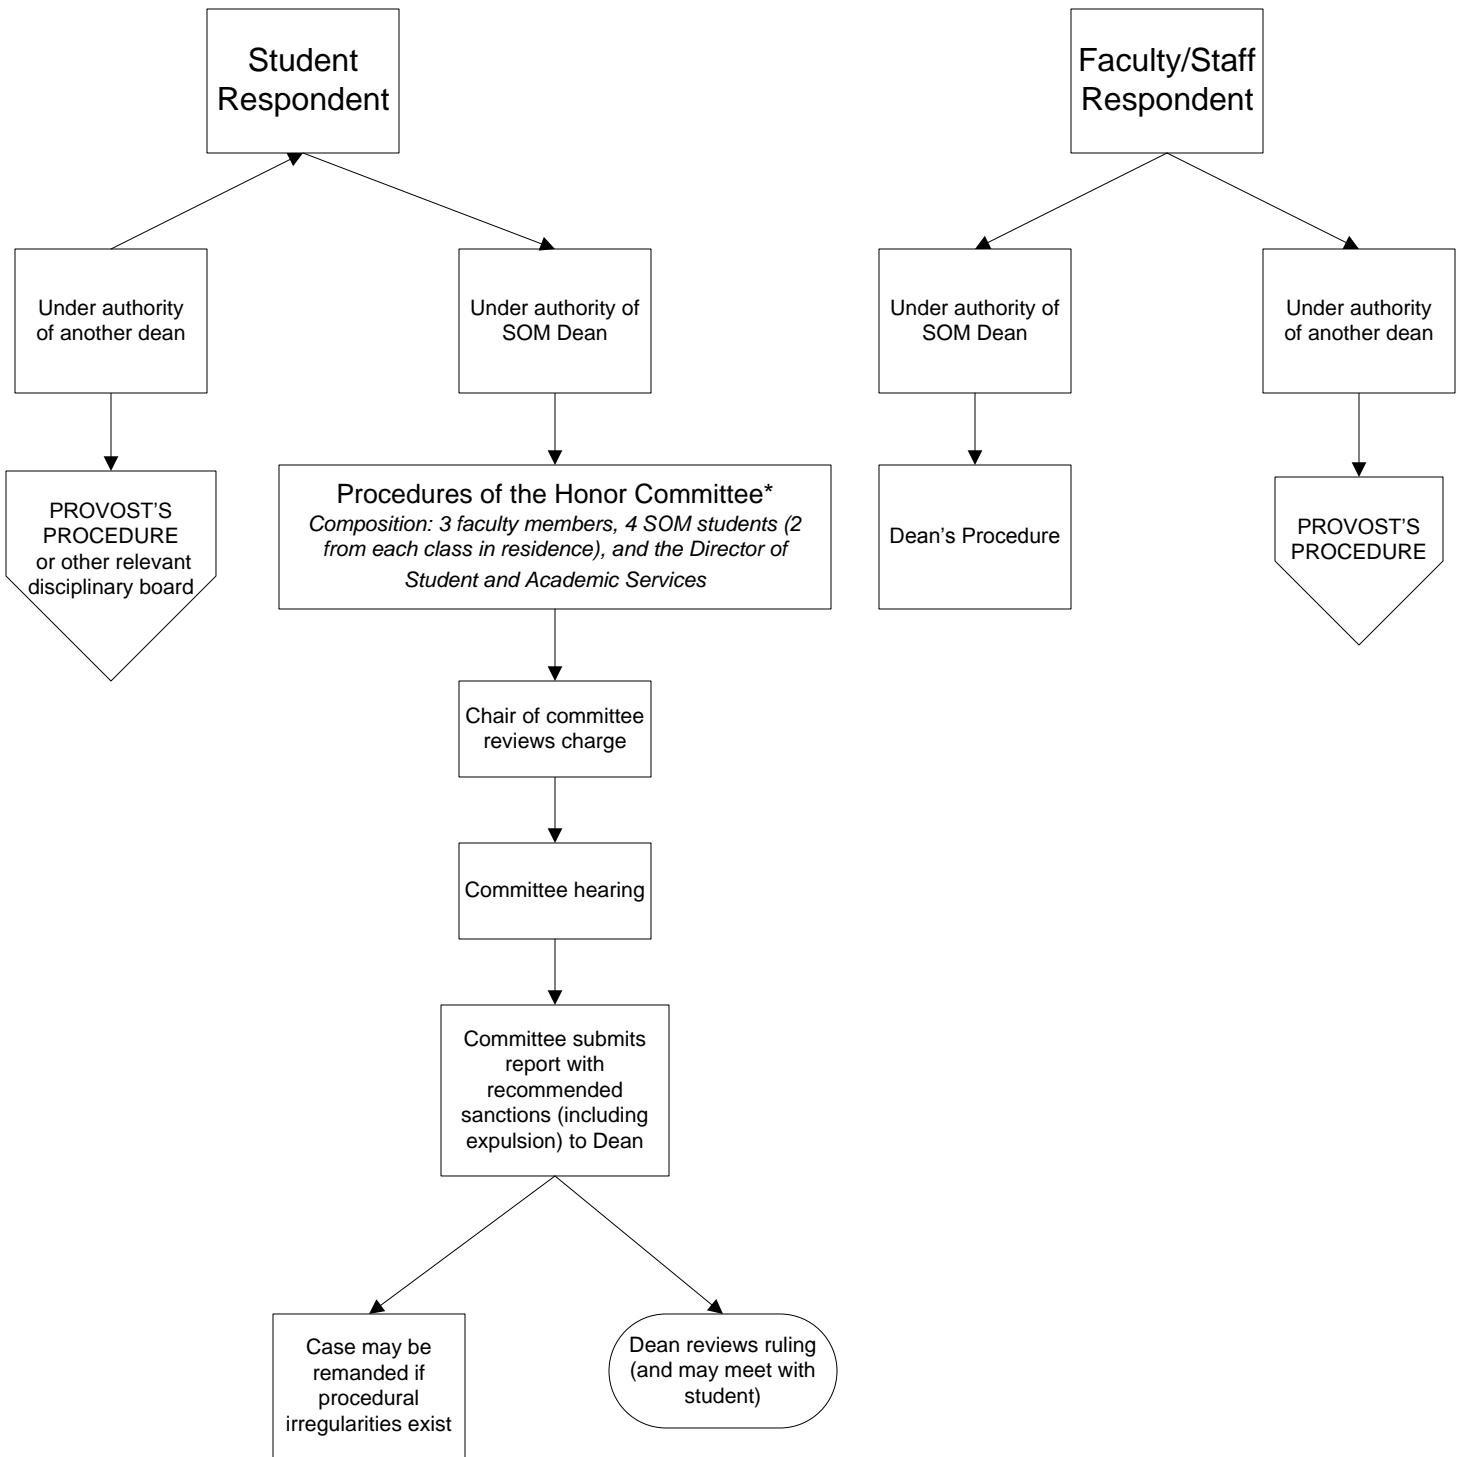 Student
Respondent
Faculty/Staff
Respondent
Under authority
of another dean
Under authority of
SOM Dean
Under authority of
SOM Dean
Under authority
of another dean
PROVOST'S
PROCEDURE
or other relevant
disciplinary board
Procedures of the Honor Committee*
Composition: 3 faculty members, 4 SOM students (2
from each class in residence), and the Director of
Student and Academic Services
Dean's Procedure
PROVOST'S
PROCEDURE
Chair of committee
reviews charge
Committee hearing
Committee submits
report with
recommended
sanctions (including
expulsion) to Dean
Case may be
remanded if
procedural
irregularities exist
Dean reviews ruling
(and may meet with
student)